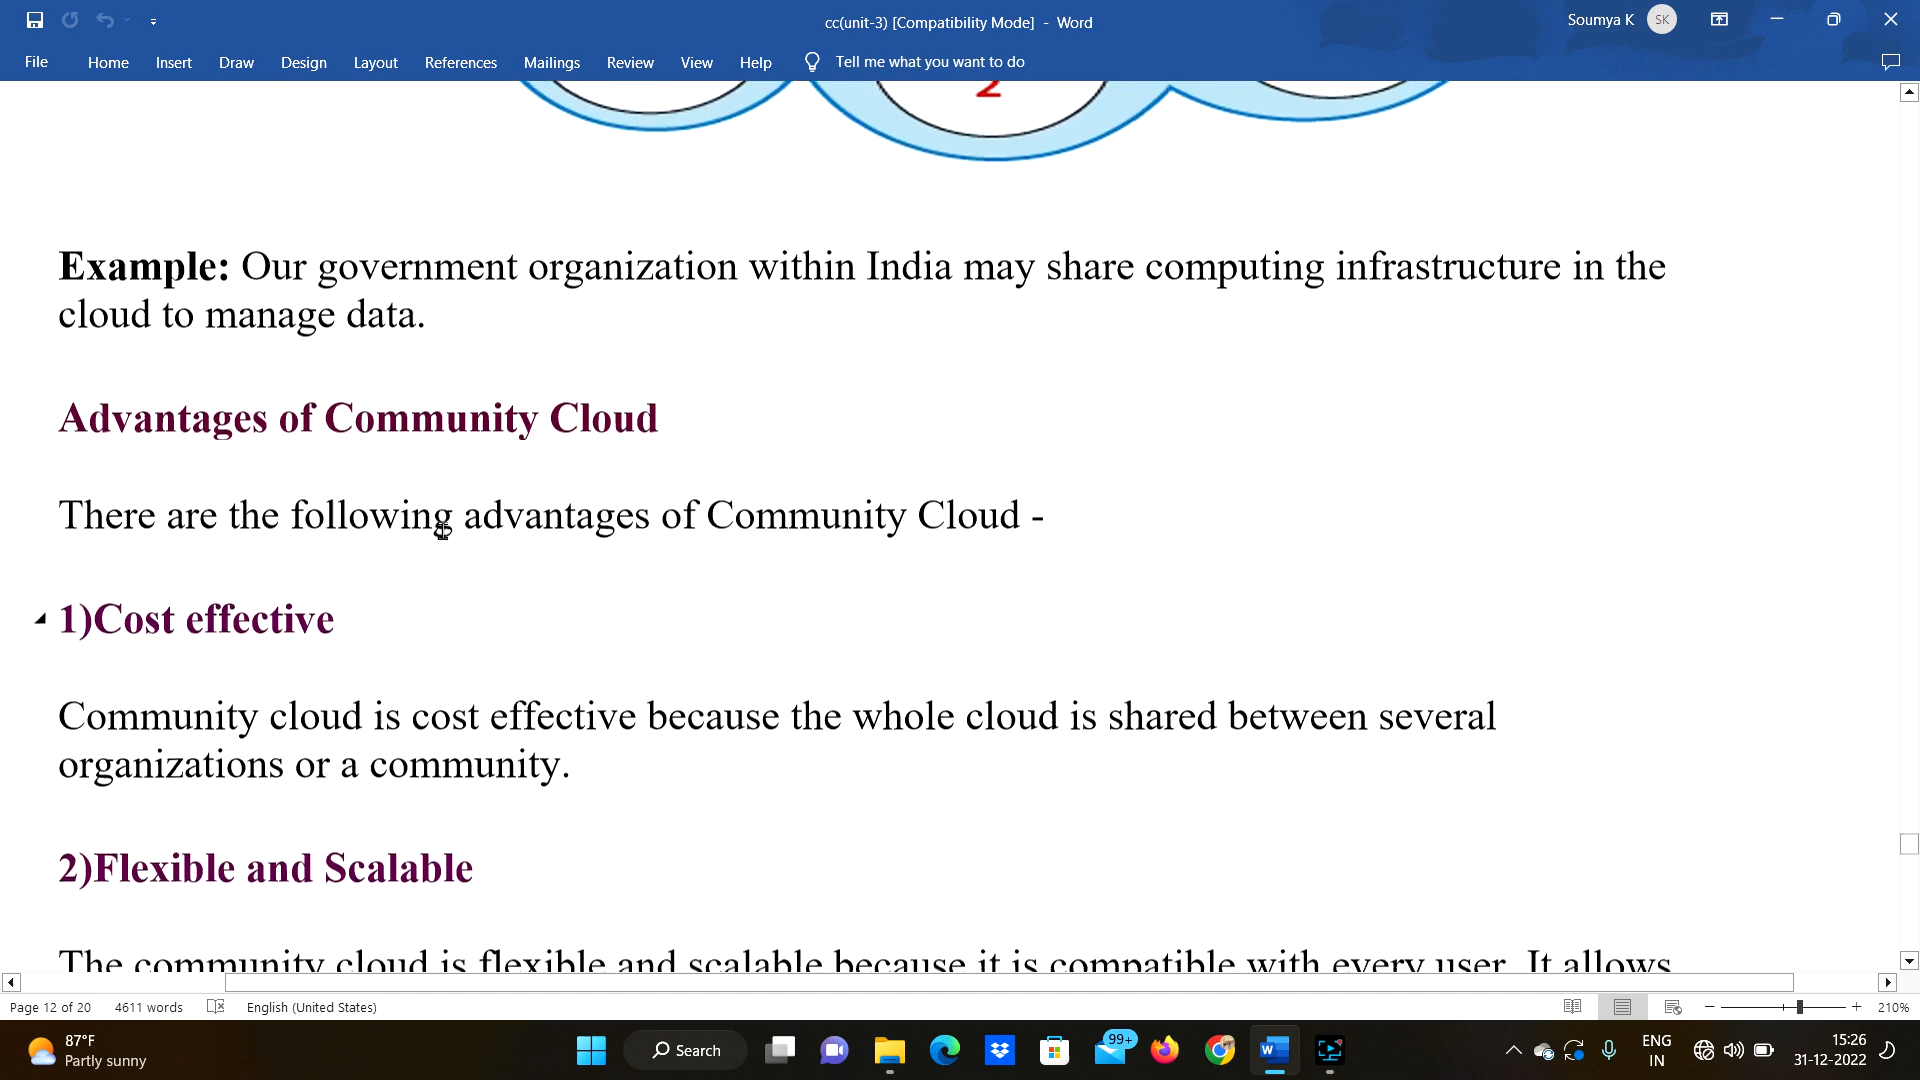 cc(unit-3) [Compatibility Mode] - Word
Soumya K
SK
File Home Insert Draw Design Layout References Mailings Review View Help Tell me what you want to do
2
Example: Our government organization within India may share computing infrastructure in the
cloud to manage data.
Advantages of Community Cloud
There are the following advantages of Community Cloud -
1)Cost effective
Community cloud is cost effective because the whole cloud is shared between several
organizations or a community.
2)Flexible and Scalable
The community cloud is flexible and scalable because it is compatible with every user. It allows
Page 12 of 20 4611 words English (United States) 210%
87°F
Partly sunny
Search
99+
ENG
IN
15:26
31-12-2022